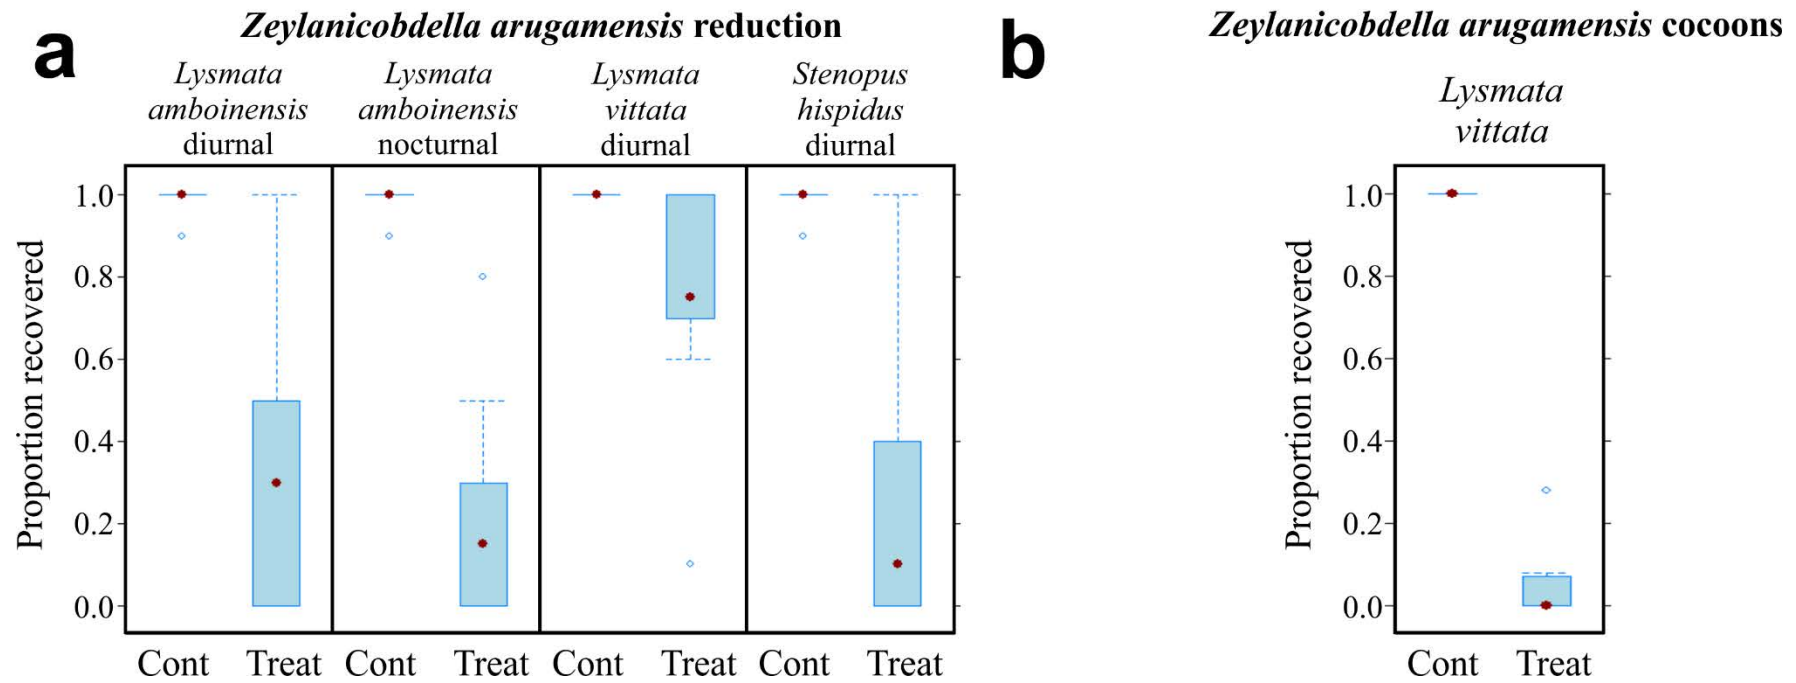 a
Zeylanicobdella arugamensis reduction
Lysmata
amboinensis
diurnal
Lysmata
amboinensis
nocturnal
Lysmata
vittata
diurnal
Stenopus
hispidus
diurnal
Proportion recovered
1.0
0.8
0.6
0.4
0.2
0.0
Cont Treat Cont Treat Cont Treat Cont Treat
b
Zeylanicobdella arugamensis cocoons
Lysmata
vittata
Proportion recovered
1.0
0.8
0.6
0.4
0.2
0.0
Cont Treat